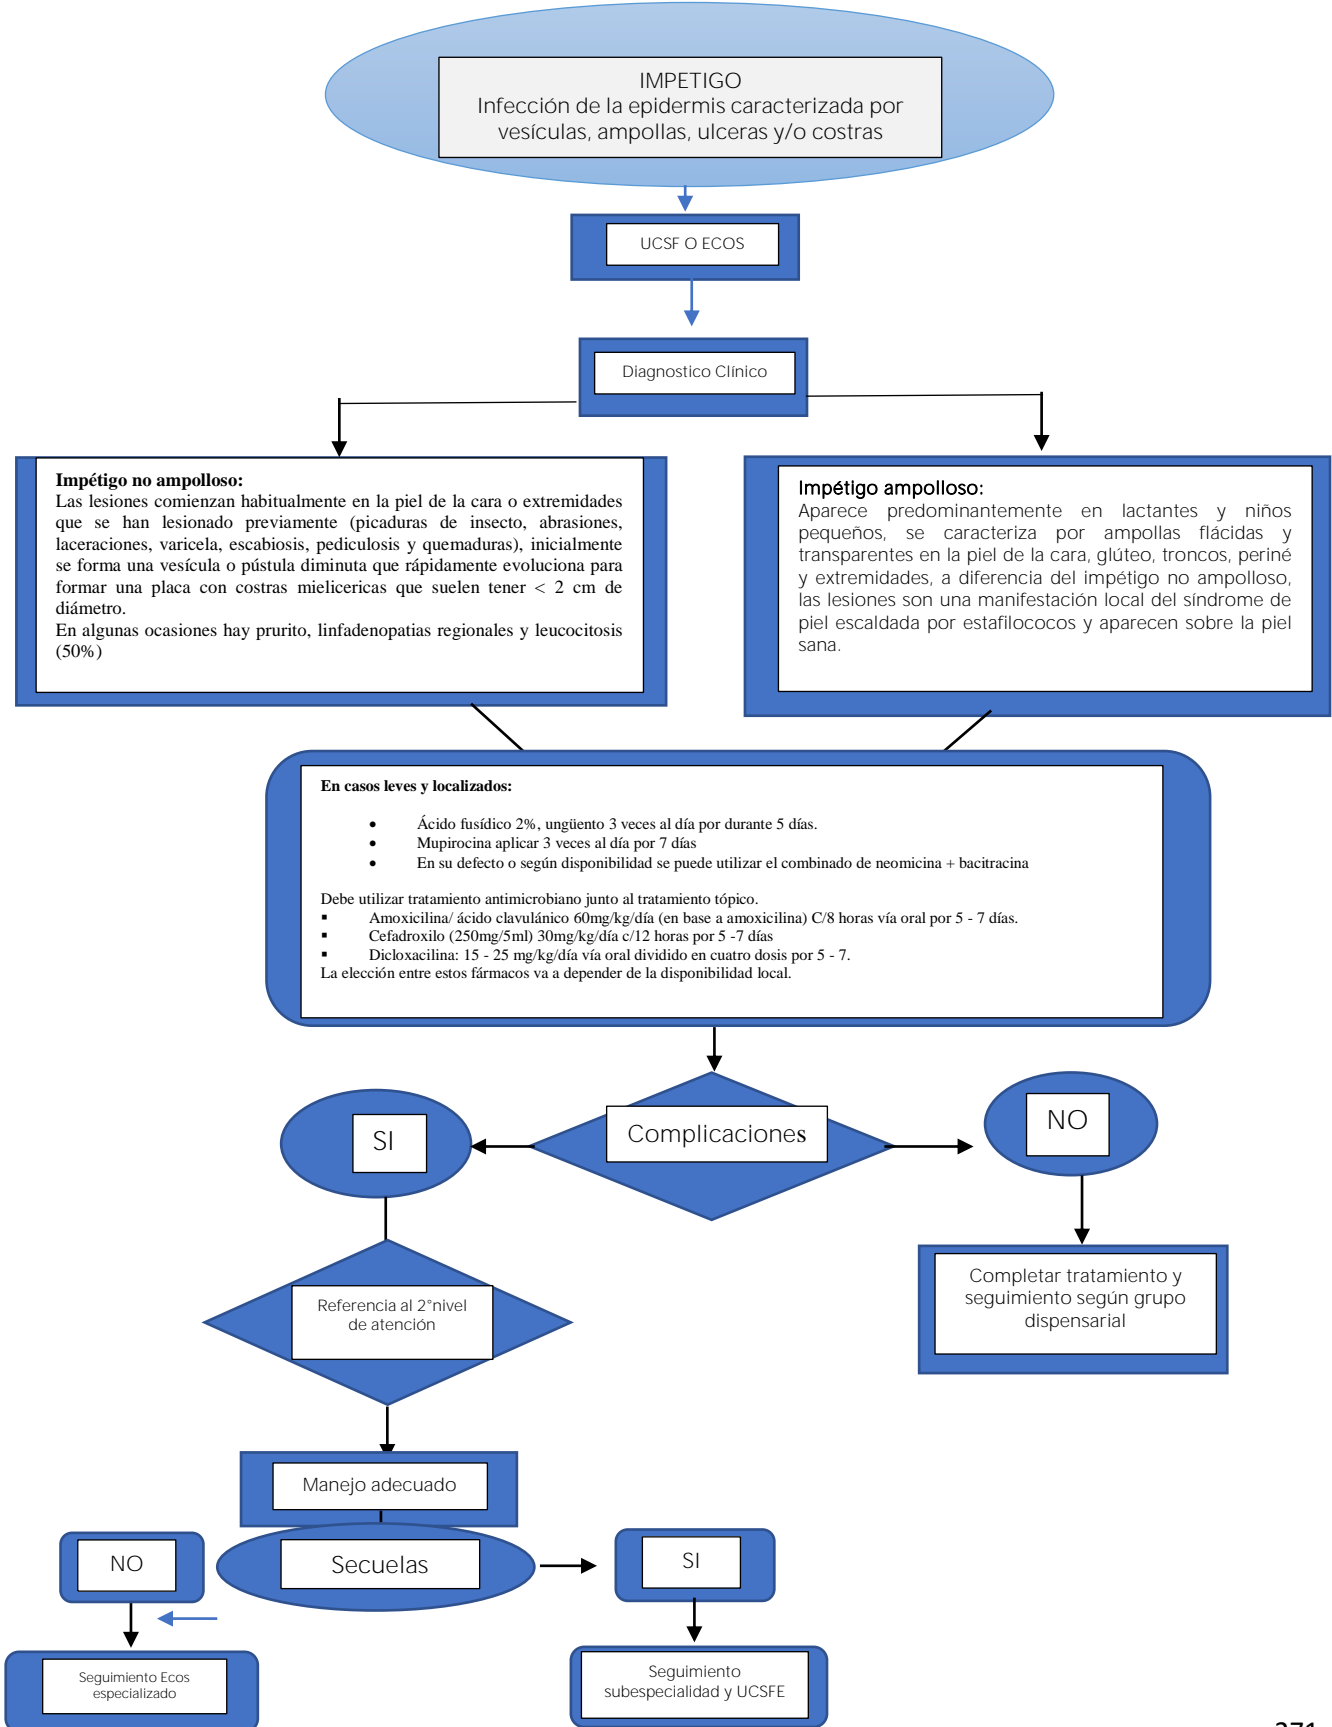 IMPETIGO
Infección de la epidermis caracterizada por
vesículas, ampollas, ulceras y/o costras
UCSF O ECOS
Diagnostico Clínico
Impétigo no ampolloso:
Las lesiones comienzan habitualmente en la piel de la cara o extremidades
que se han lesionado previamente (picaduras de insecto, abrasiones,
laceraciones, varicela, escabiosis, pediculosis y quemaduras), inicialmente
se forma una vesícula o pústula diminuta que rápidamente evoluciona para
formar una placa con costras mielicericas que suelen tener < 2 cm de
diámetro.
En algunas ocasiones hay prurito, linfadenopatias regionales y leucocitosis
(50%)
Impétigo ampolloso:
Aparece predominantemente en lactantes y niños
pequeños, se caracteriza por ampollas flácidas y
transparentes en la piel de la cara, glúteo, troncos, periné
y extremidades, a diferencia del impétigo no ampolloso,
las lesiones son una manifestación local del síndrome de
piel escaldada por estafilococos y aparecen sobre la piel
sana.
En casos leves y localizados:
• Ácido fusídico 2%, ungüento 3 veces al día por durante 5 días.
• Mupirocina aplicar 3 veces al día por 7 días
• En su defecto o según disponibilidad se puede utilizar el combinado de neomicina + bacitracina
Debe utilizar tratamiento antimicrobiano junto al tratamiento tópico.
▪ Amoxicilina/ ácido clavulánico 60mg/kg/día (en base a amoxicilina) C/8 horas vía oral por 5 - 7 días.
▪ Cefadroxilo (250mg/5ml) 30mg/kg/día c/12 horas por 5 -7 días
▪ Dicloxacilina: 15 - 25 mg/kg/día vía oral dividido en cuatro dosis por 5 - 7.
La elección entre estos fármacos va a depender de la disponibilidad local.
Complicaciones
SI
NO
Referencia al 2°nivel
de atención
Completar tratamiento y
seguimiento según grupo
dispensarial
Manejo adecuado
Secuelas
NO
SI
Seguimiento Ecos
especializado
Seguimiento
subespecialidad y UCSFE